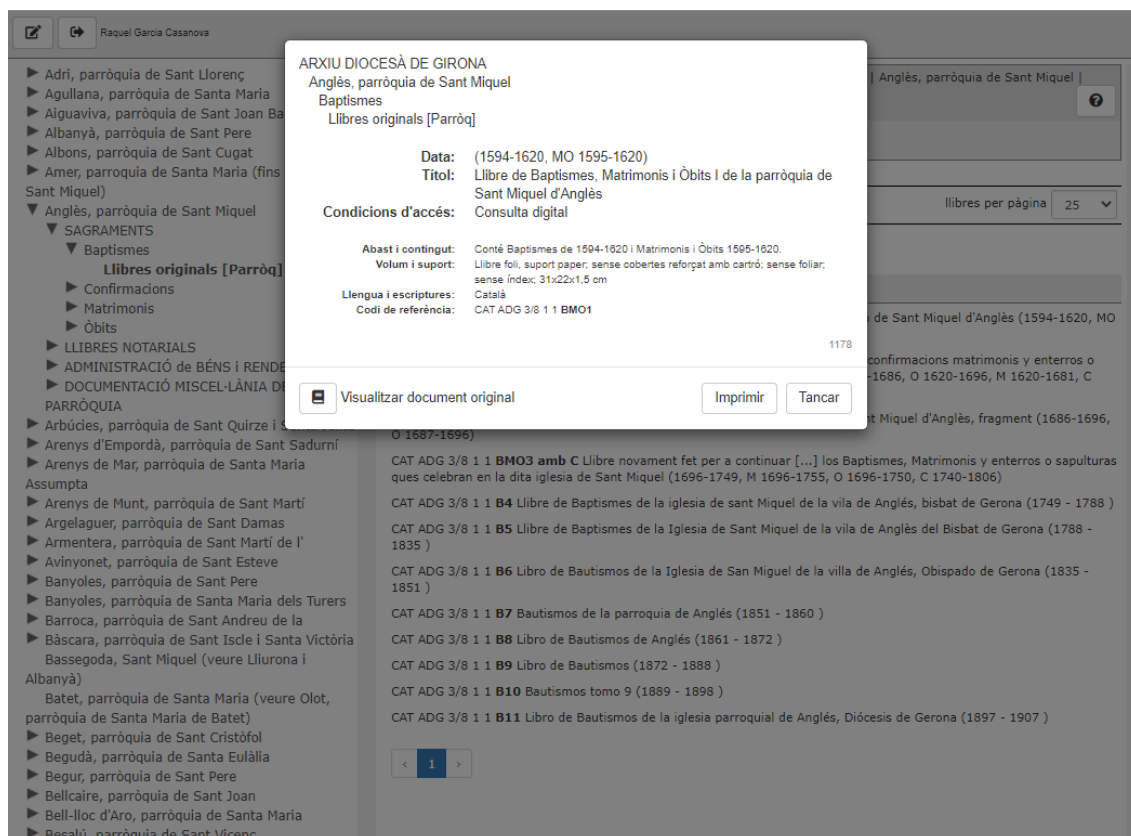 Raquel Garcia Casanova
Adri, parròquia de Sant Llorenç
Agullana, parròquia de Santa Maria
Aiguaviva, parròquia de Sant Joan Ba
Albanyà, parròquia de Sant Pere
Albons, parròquia de Sant Cugat
Amer, parròquia de Santa Maria (fins
Sant Miquel)
Anglès, parròquia de Sant Miquel
SAGRAMENTS
Baptismes
Llibres originals [Parròq]
Confirmacions
Matrimonis
Òbits
LLIBRES NOTARIALS
ADMINISTRACIÓ de BÉNS i RENDE
DOCUMENTACIÓ MISCEL·LÀNIA DE
PARRÒQUIA
Arbúcies, parròquia de Sant Quirze i
Arenys d'Empordà, parròquia de Sant Sadurní
Arenys de Mar, parròquia de Santa Maria
Assumpta
Arenys de Munt, parròquia de Sant Martí
Argelaguer, parròquia de Sant Damas
Armentera, parròquia de Sant Martí de l'
Avinyonet, parròquia de Sant Esteve
Banyoles, parròquia de Sant Pere
Banyoles, parròquia de Santa Maria dels Turers
Barroca, parròquia de Sant Andreu de la
Bàscara, parròquia de Sant Iscle i Santa Victòria
Bassegoda, Sant Miquel (veure Lliurona i
Albanyà)
Batet, parròquia de Santa Maria (veure Olot,
parròquia de Santa Maria de Batet)
Beget, parròquia de Sant Cristòfol
Begudà, parròquia de Santa Eulàlia
Begur, parròquia de Sant Pere
Bellcaire, parròquia de Sant Joan
Bell-lloc d'Aro, parròquia de Santa Maria
Besalú, parròquia de Sant Vicenç
ARXIU DIOCESÀ DE GIRONA
Anglès, parròquia de Sant Miquel
Baptismes
Llibres originals [Parròq]
Data: (1594-1620, MO 1595-1620)
Títol: Llibre de Baptismes, Matrimonis i Òbits I de la parròquia de
Sant Miquel d'Anglès
Condicions d'accés: Consulta digital
Abast i contingut: Conté Baptismes de 1594-1620 i Matrimonis i Òbits 1595-1620.
Volum i suport: Llibre foli, suport paper; sense cobertes reforçat amb cartró; sense foliar;
sense índex; 31x22x1,5 cm
Llengua i escriptures: Català
Codi de referència: CAT ADG 3/8 1 1 BMO1
1178
Visualitzar document original
Imprimir
Tancar
| Anglès, parròquia de Sant Miquel |
llibres per pàgina 25
de Sant Miquel d'Anglès (1594-1620, MO
confirmacions matrimonis y enterros o
-1686, O 1620-1696, M 1620-1681, C
nt Miquel d'Anglès, fragment (1686-1696,
O 1687-1696)
CAT ADG 3/8 1 1 BMO3 amb C Llibre novament fet per a continuar [...] los Baptismes, Matrimonis y enterros o sapulturas
ques celebran en la dita iglesia de Sant Miquel (1696-1749, M 1696-1755, O 1696-1750, C 1740-1806)
CAT ADG 3/8 1 1 B4 Llibre de Baptismes de la iglesia de sant Miquel de la vila de Anglés, bisbat de Gerona (1749 - 1788 )
CAT ADG 3/8 1 1 B5 Llibre de Baptismes de la Iglesia de Sant Miquel de la vila de Anglès del Bisbat de Gerona (1788 -
1835 )
CAT ADG 3/8 1 1 B6 Libro de Bautismos de la Iglesia de San Miguel de la villa de Anglés, Obispado de Gerona (1835 -
1851 )
CAT ADG 3/8 1 1 B7 Bautismos de la parroquia de Anglés (1851 - 1860 )
CAT ADG 3/8 1 1 B8 Libro de Bautismos de Anglés (1861 - 1872 )
CAT ADG 3/8 1 1 B9 Libro de Bautismos (1872 - 1888 )
CAT ADG 3/8 1 1 B10 Bautismos tomo 9 (1889 - 1898 )
CAT ADG 3/8 1 1 B11 Libro de Bautismos de la iglesia parroquial de Anglés, Diócesis de Gerona (1897 - 1907 )
‹ 1 ›